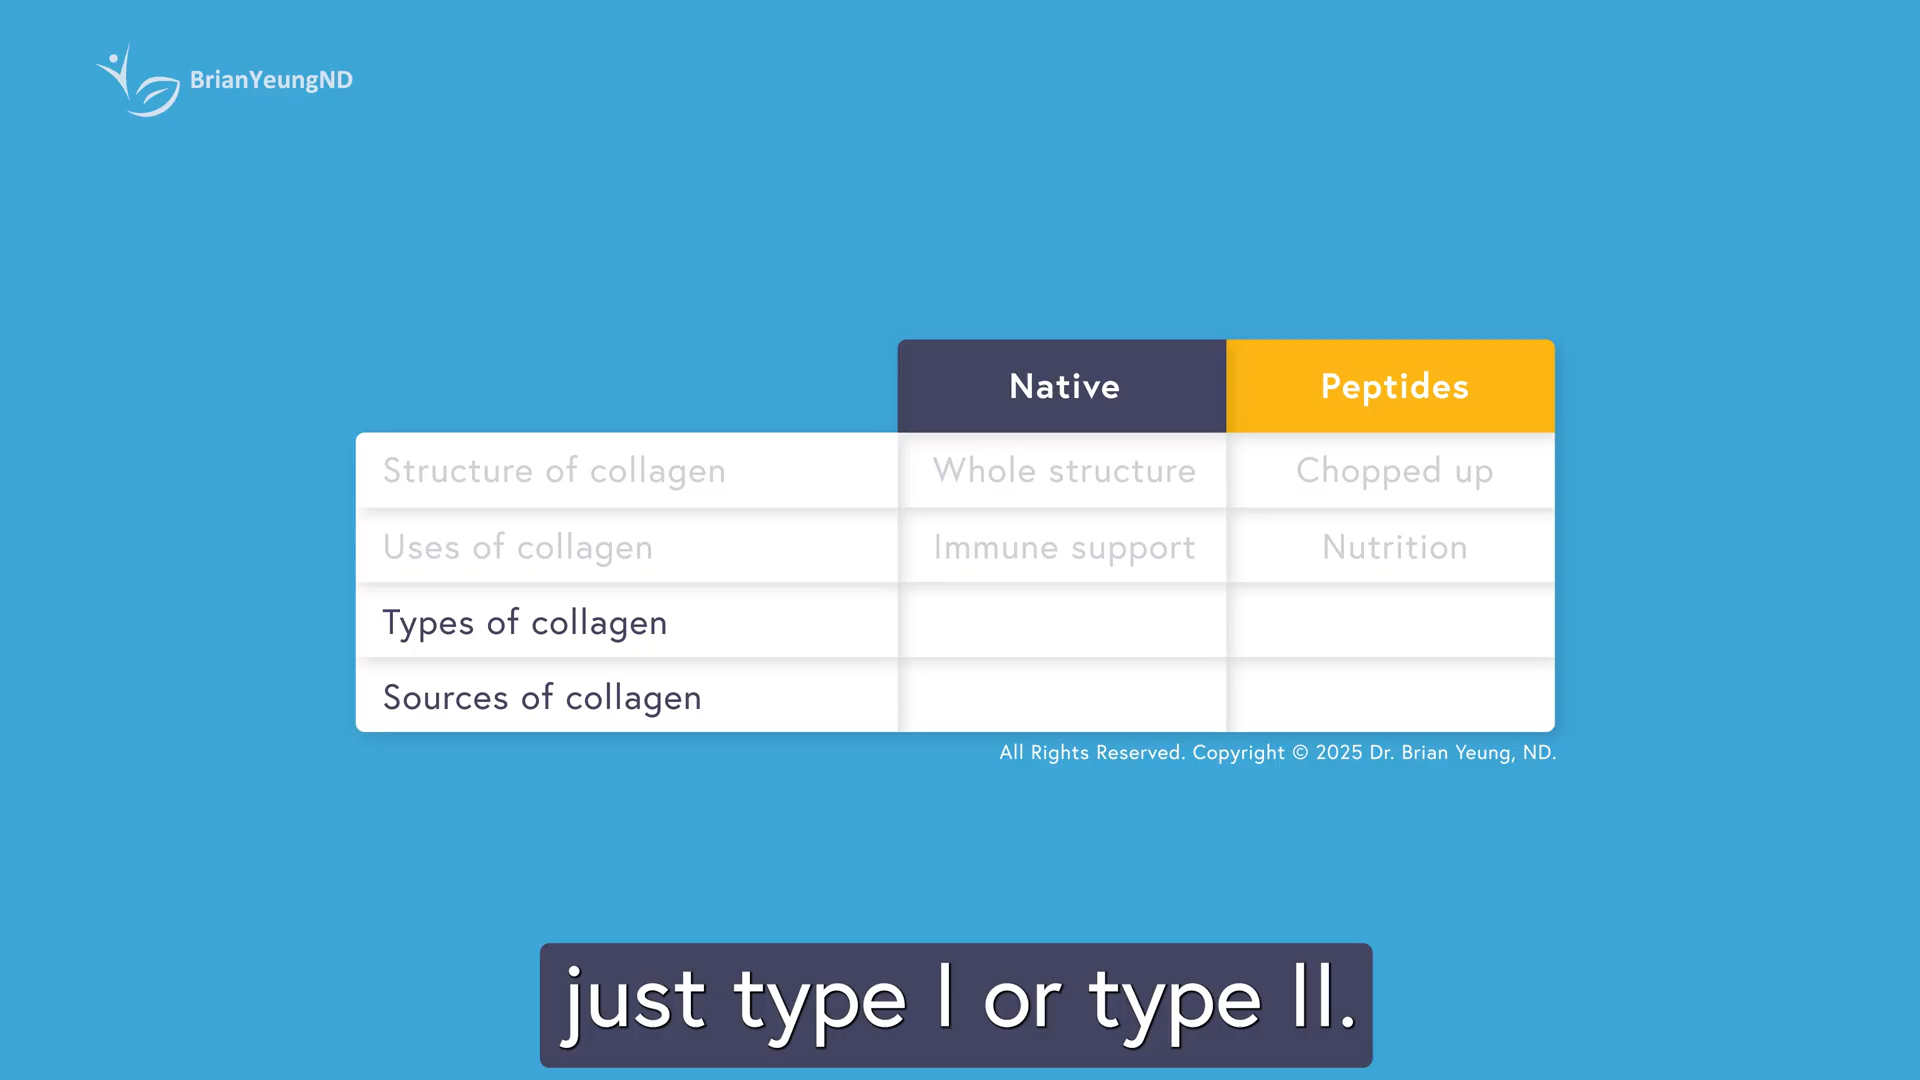 BrianYeungND
Native Peptides
Structure of collagen Whole structure Chopped up
Uses of collagen Immune support Nutrition
Types of collagen
Sources of collagen
All Rights Reserved. Copyright © 2025 Dr. Brian Yeung, ND.
just type I or type II.